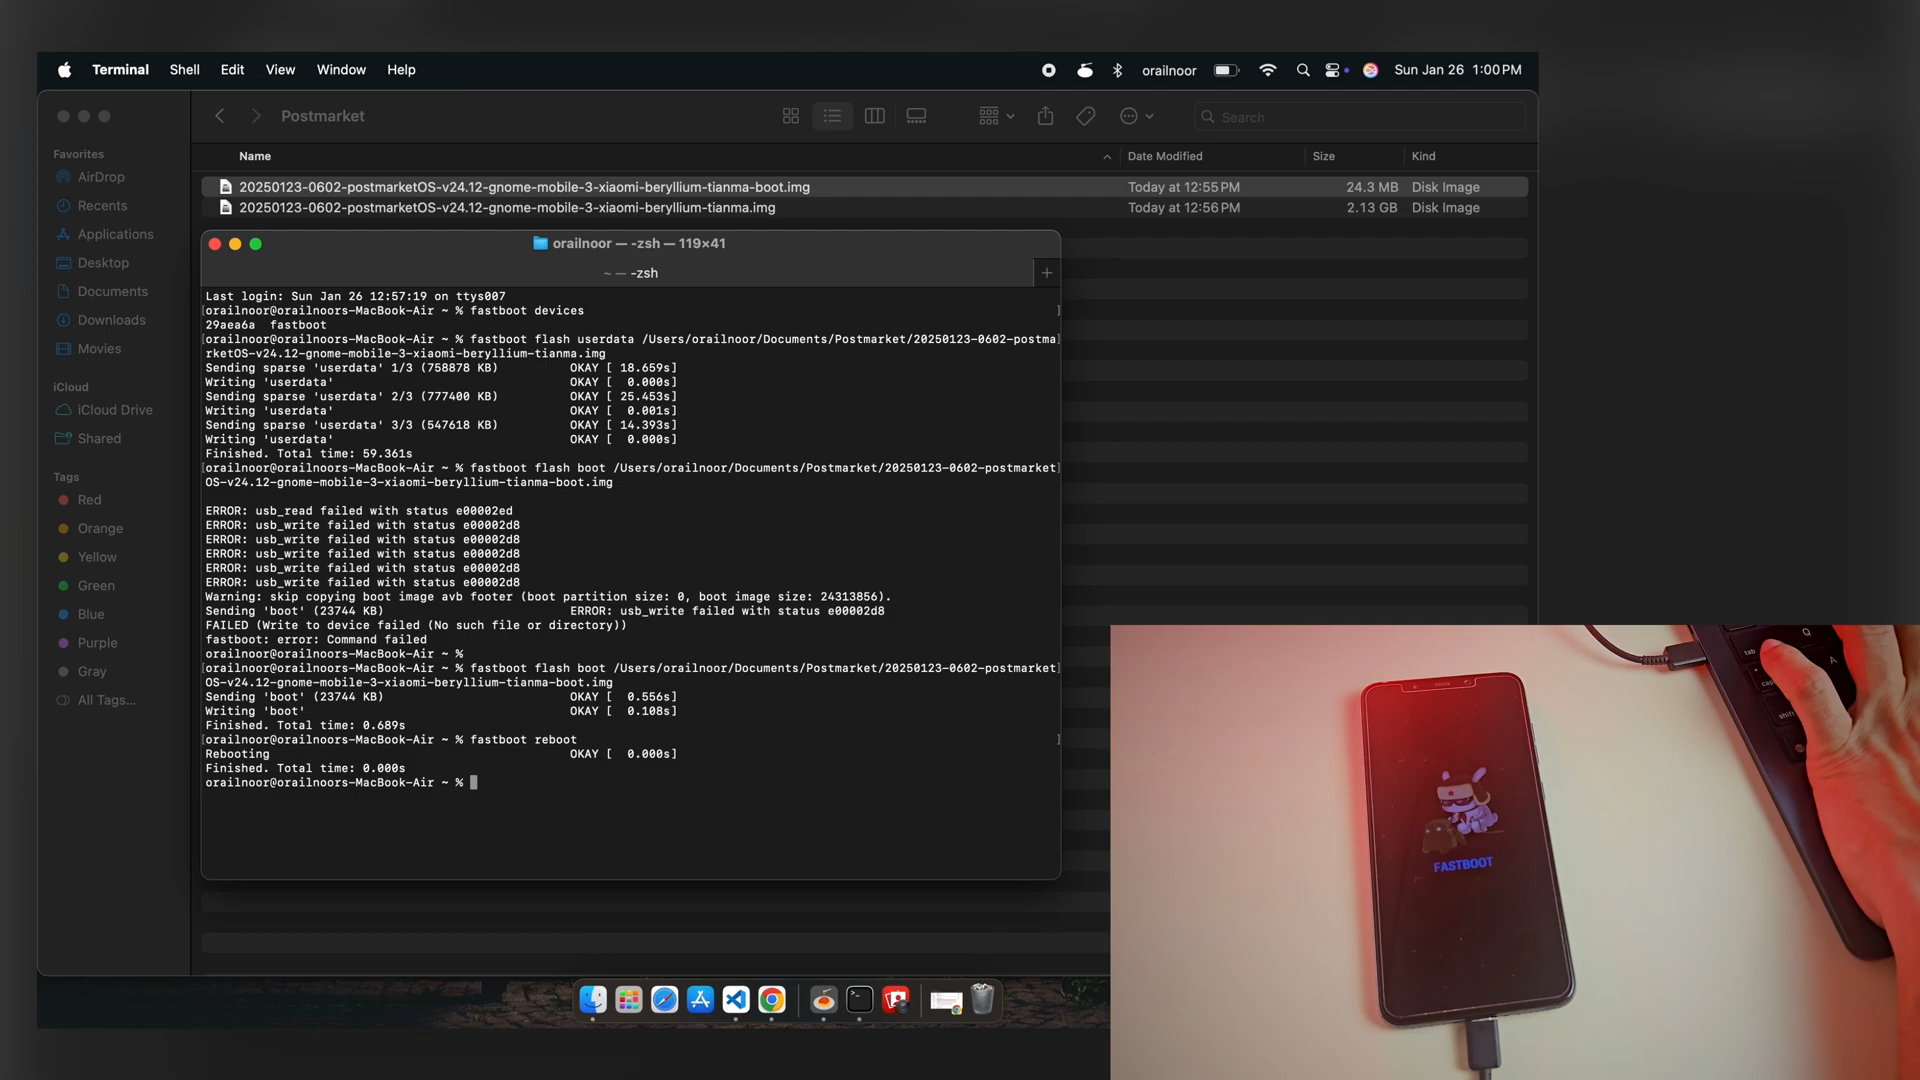 Terminal Shell Edit View Window Help orailnoor Sun Jan 26 1:00 PM
Postmarket
Search
Favorites
AirDrop
Recents
Applications
Desktop
Documents
Downloads
Movies
iCloud
iCloud Drive
Shared
Tags
Red
Orange
Yellow
Green
Blue
Purple
Gray
All Tags...
Name Date Modified Size Kind
20250123-0602-postmarketOS-v24.12-gnome-mobile-3-xiaomi-beryllium-tianma-boot.img Today at 12:55 PM 24.3 MB Disk Image
20250123-0602-postmarketOS-v24.12-gnome-mobile-3-xiaomi-beryllium-tianma.img Today at 12:56 PM 2.13 GB Disk Image
orailnoor — -zsh — 119×41
~ — -zsh
Last login: Sun Jan 26 12:57:19 on ttys007
[orailnoor@orailnoors-MacBook-Air ~ % fastboot devices ]
29aea6a fastboot
[orailnoor@orailnoors-MacBook-Air ~ % fastboot flash userdata /Users/orailnoor/Documents/Postmarket/20250123-0602-postma]
rketOS-v24.12-gnome-mobile-3-xiaomi-beryllium-tianma.img
Sending sparse 'userdata' 1/3 (758878 KB) OKAY [ 18.659s]
Writing 'userdata' OKAY [ 0.000s]
Sending sparse 'userdata' 2/3 (777400 KB) OKAY [ 25.453s]
Writing 'userdata' OKAY [ 0.001s]
Sending sparse 'userdata' 3/3 (547618 KB) OKAY [ 14.393s]
Writing 'userdata' OKAY [ 0.000s]
Finished. Total time: 59.361s
[orailnoor@orailnoors-MacBook-Air ~ % fastboot flash boot /Users/orailnoor/Documents/Postmarket/20250123-0602-postmarket]
OS-v24.12-gnome-mobile-3-xiaomi-beryllium-tianma-boot.img
ERROR: usb_read failed with status e00002ed
ERROR: usb_write failed with status e00002d8
ERROR: usb_write failed with status e00002d8
ERROR: usb_write failed with status e00002d8
ERROR: usb_write failed with status e00002d8
ERROR: usb_write failed with status e00002d8
Warning: skip copying boot image avb footer (boot partition size: 0, boot image size: 24313856).
Sending 'boot' (23744 KB) ERROR: usb_write failed with status e00002d8
FAILED (Write to device failed (No such file or directory))
fastboot: error: Command failed
orailnoor@orailnoors-MacBook-Air ~ %
[orailnoor@orailnoors-MacBook-Air ~ % fastboot flash boot /Users/orailnoor/Documents/Postmarket/20250123-0602-postmarket]
OS-v24.12-gnome-mobile-3-xiaomi-beryllium-tianma-boot.img
Sending 'boot' (23744 KB) OKAY [ 0.556s]
Writing 'boot' OKAY [ 0.108s]
Finished. Total time: 0.689s
[orailnoor@orailnoors-MacBook-Air ~ % fastboot reboot ]
Rebooting OKAY [ 0.000s]
Finished. Total time: 0.000s
orailnoor@orailnoors-MacBook-Air ~ %
FASTBOOT
tab
Q
A
shift